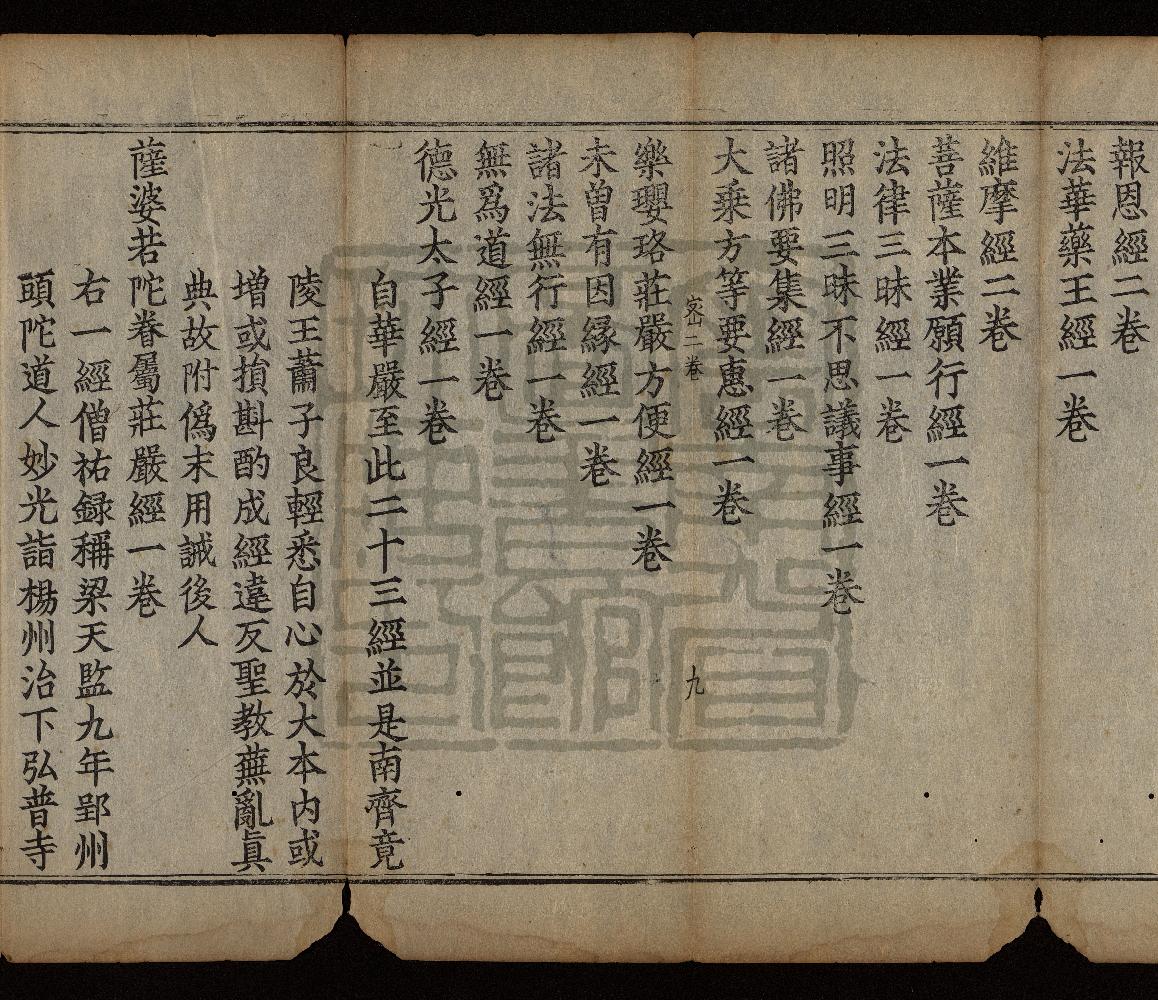 報恩經二卷
法華藥王經一卷
維摩經二卷
菩薩本業願行經一卷
法律三昧經一卷
照明三昧不思議事經一卷
諸佛要集經一卷
大乘方等要惠經一卷
二卷 九
樂瓔珞莊嚴方便經一卷
未曾有因緣經一卷
諸法無行經一卷
無爲道經一卷
德光太子經一卷
自華嚴至此二十三經並是南齊竟
陵王蕭子良輕悉自心於大本内或
增或損斟酌成經違反聖教蕪亂眞
典故附僞末用誡後人
薩婆若陀眷屬莊嚴經一卷
右一經僧祐録稱梁天監九年郢州
頭陀道人妙光詣楊州治下弘普寺